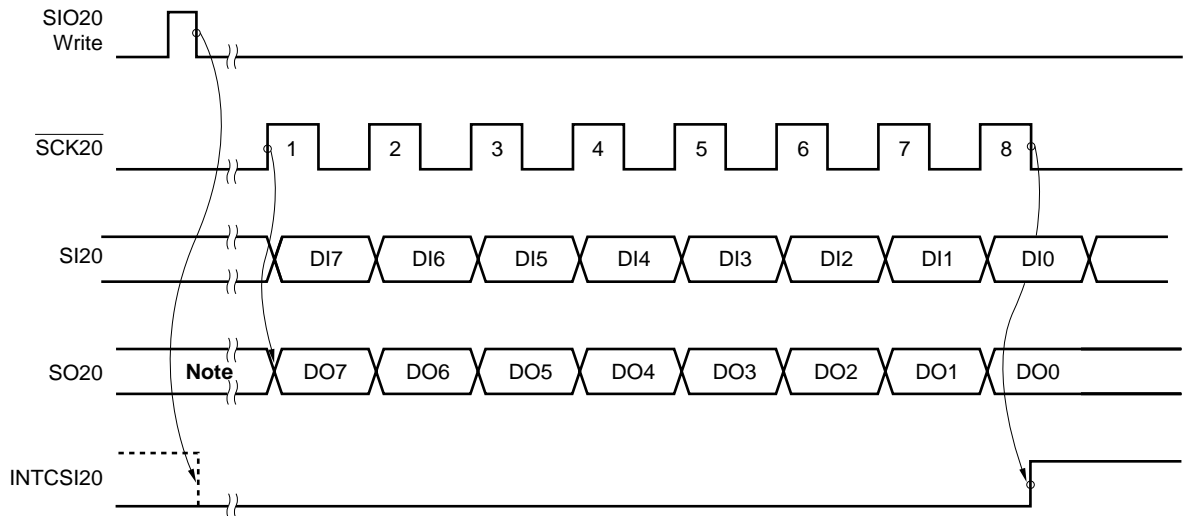 SIO20
Write
SCK20
1 2 3 4 5 6 7 8
SI20
DI7 DI6 DI5 DI4 DI3 DI2 DI1 DI0
SO20
Note DO7 DO6 DO5 DO4 DO3 DO2 DO1 DO0
INTCSI20